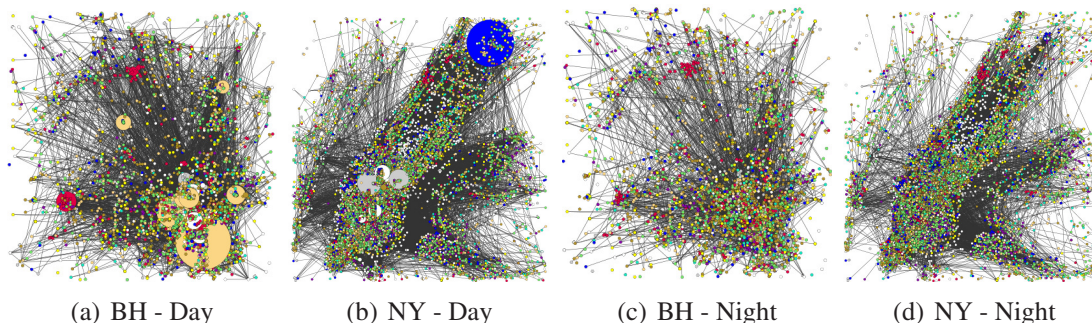 (a) BH - Day
(b) NY - Day
(c) BH - Night
(d) NY - Night